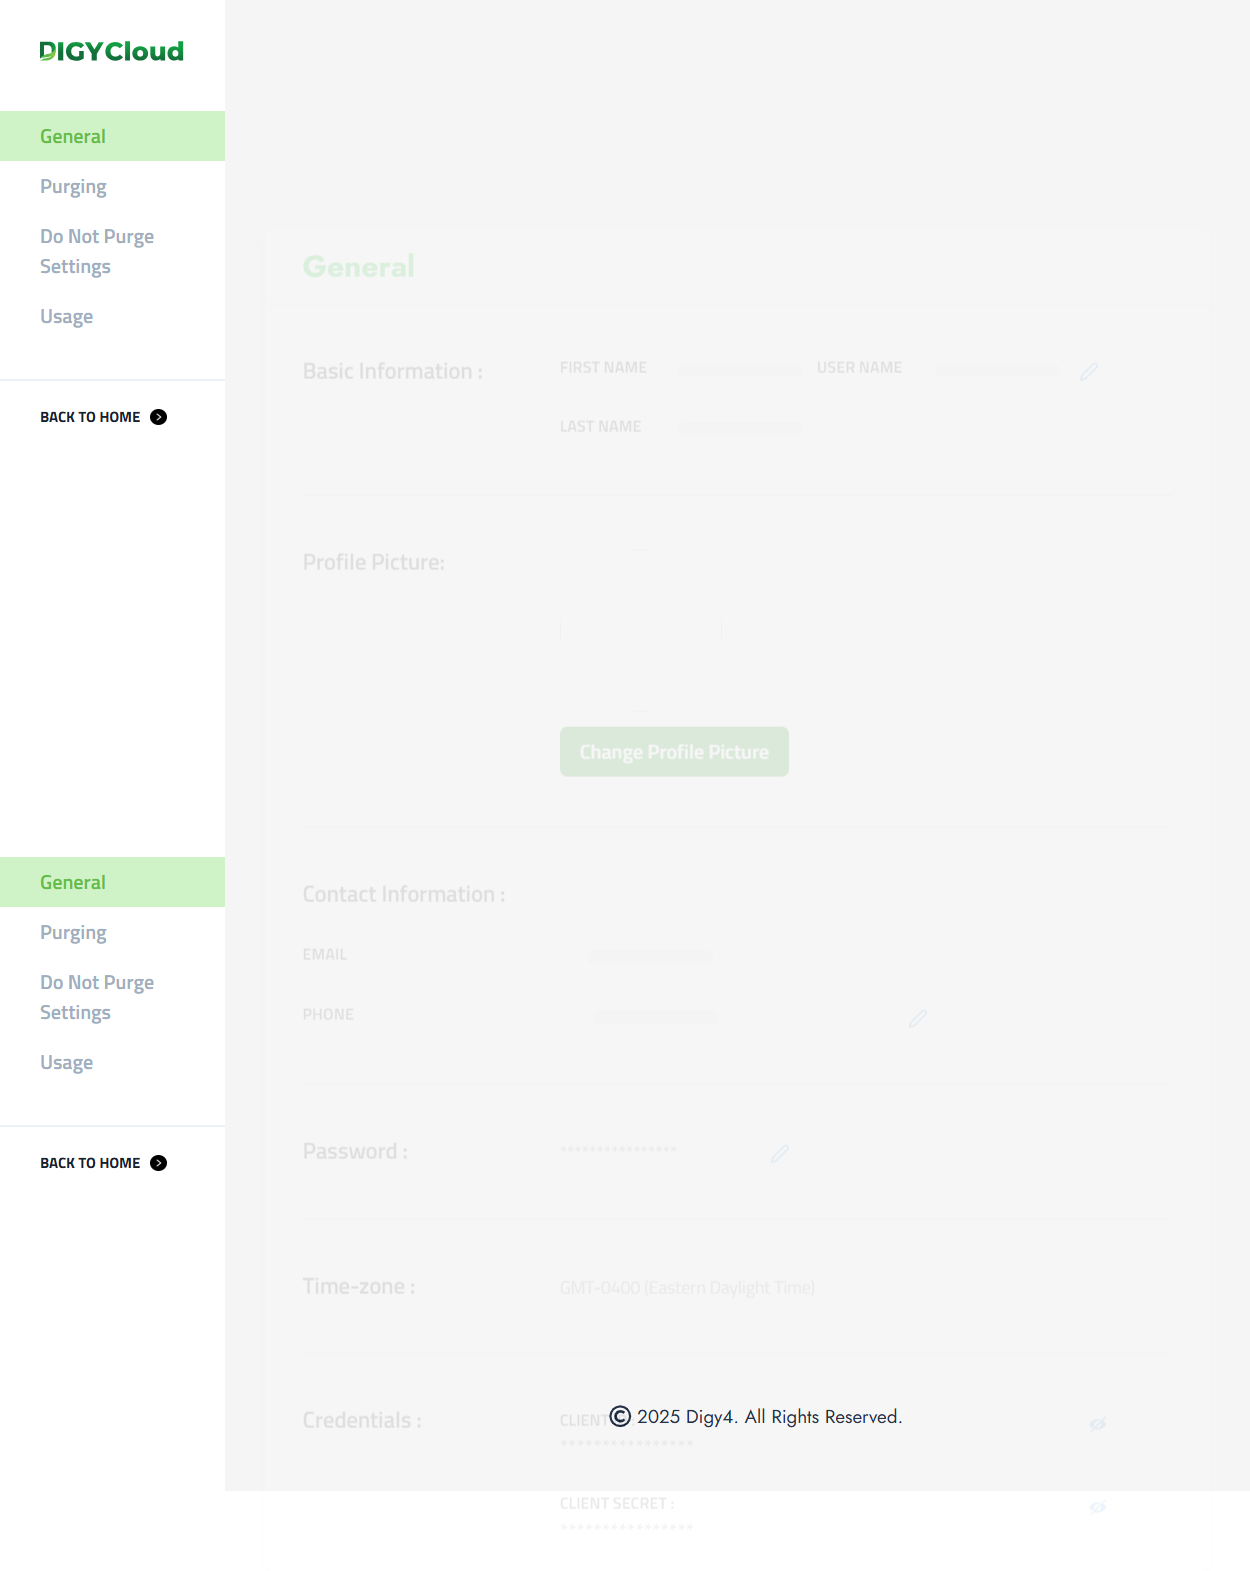 DIGYCloud
General
Purging
Do Not Purge
Settings
Usage
BACK TO HOME
General
Basic Information :
FIRST NAME
USER NAME
LAST NAME
Profile Picture:
Change Profile Picture
Contact Information :
EMAIL
PHONE
General
Purging
Do Not Purge
Settings
Usage
BACK TO HOME
Password :
****************
Time-zone :
GMT-0400 (Eastern Daylight Time)
Credentials :
CLIENT
****************
© 2025 Digy4. All Rights Reserved.
CLIENT SECRET :
****************